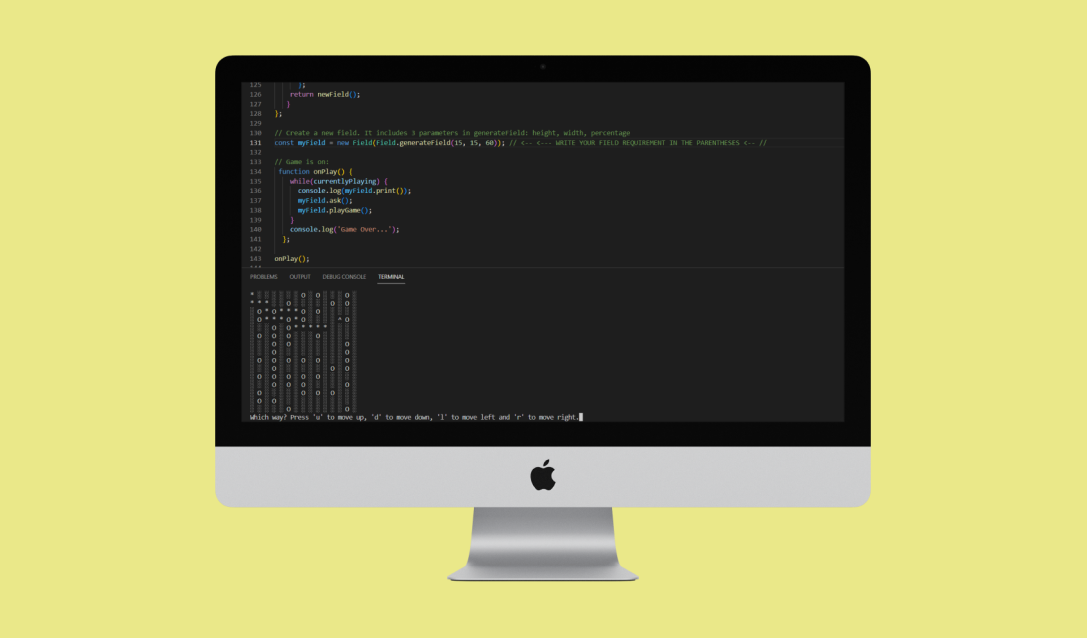 125 );
126 return newField();
127 }
128 };
129
130 // Create a new field. It includes 3 parameters in generateField: height, width, percentage
131 const myField = new Field(Field.generateField(15, 15, 60)); // <-- <--- WRITE YOUR FIELD REQUIREMENT IN THE PARENTHESES <-- //
132
133 // Game is on:
134 function onPlay() {
135 while(currentlyPlaying) {
136 console.log(myField.print());
137 myField.ask();
138 myField.playGame();
139 }
140 console.log('Game Over...');
141 };
142
143 onPlay();
PROBLEMS OUTPUT DEBUG CONSOLE TERMINAL
Which way? Press 'u' to move up, 'd' to move down, 'l' to move left and 'r' to move right.